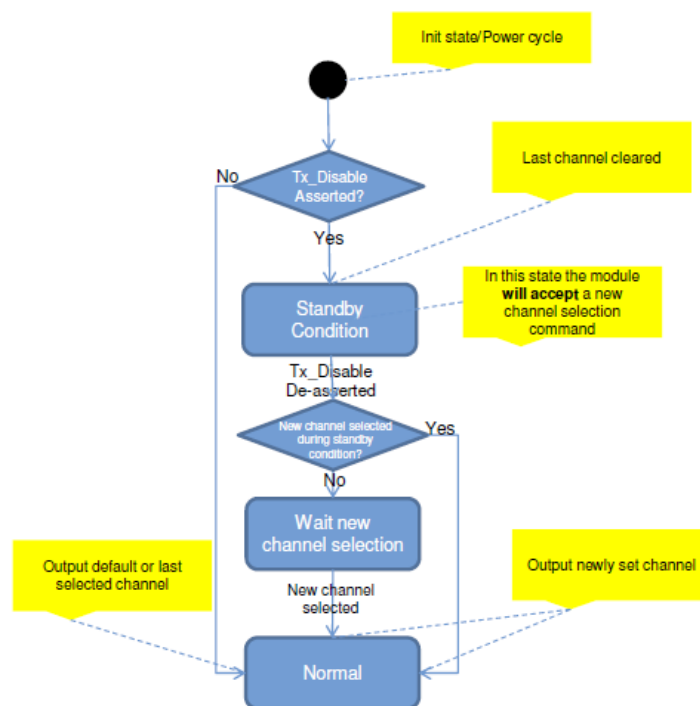 Init state/Power cycle
Tx_Disable
Asserted?
No
Last channel cleared
Yes
Standby
Condition
In this state the module
will accept a new
channel selection
command
Tx_Disable
De-asserted
New channel selected
during standby
condition?
Yes
No
Wait new
channel selection
Output default or last
selected channel
Output newly set channel
New channel
selected
Normal